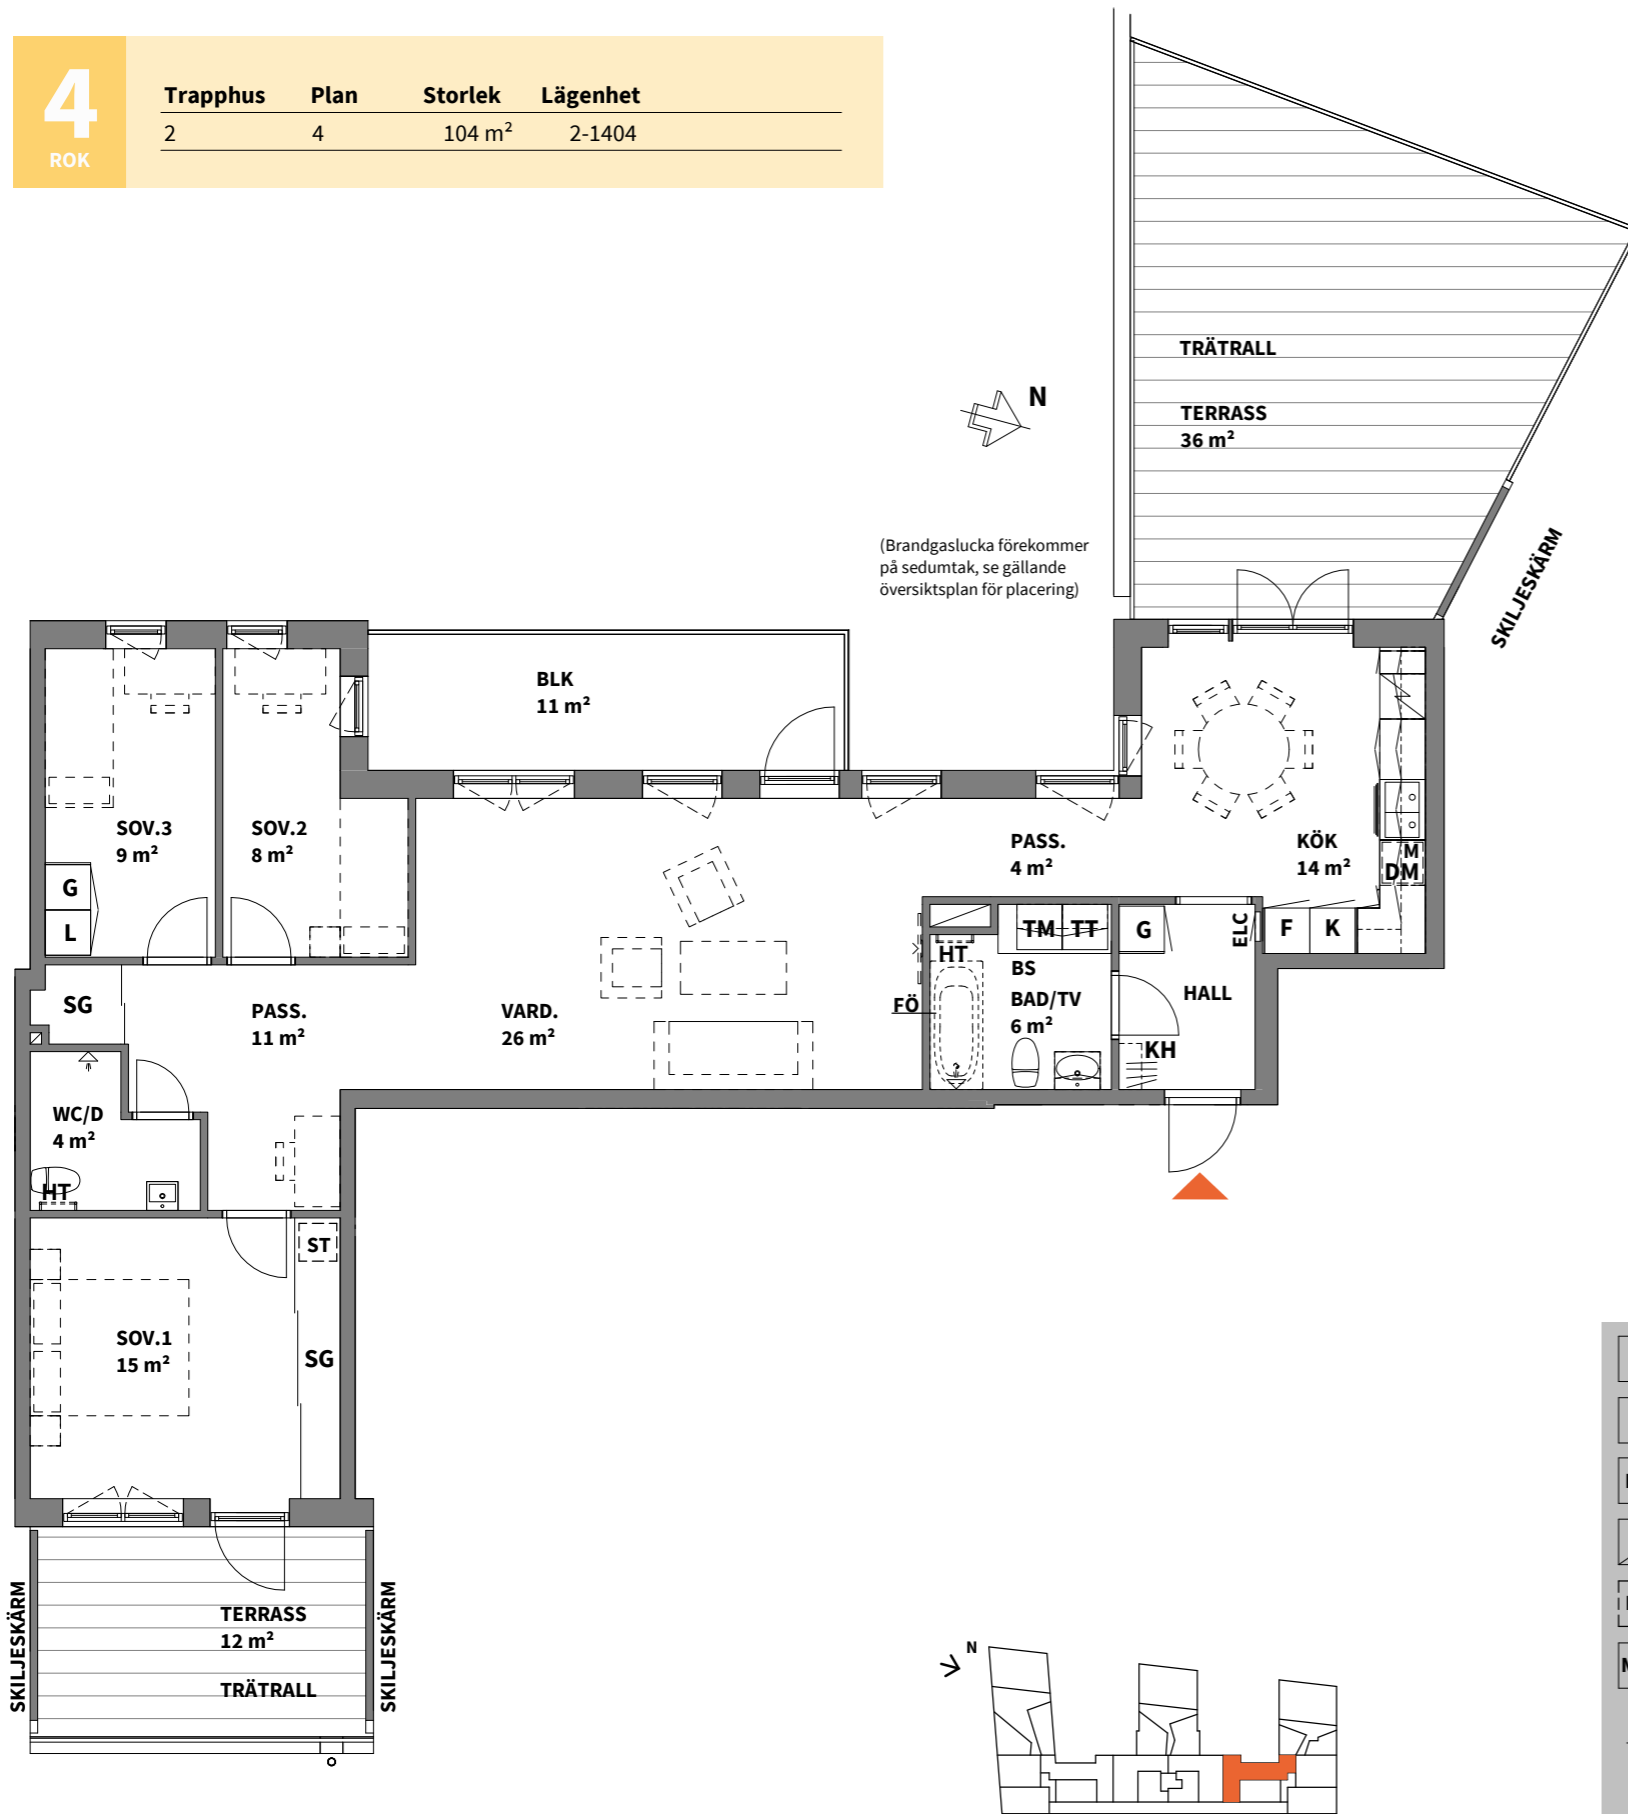 4
ROK
Trapphus Plan Storlek Lägenhet
2 4 104 m² 2-1404
TRÄTRALL
TERRASS
36 m²
N
(Brandgaslucka förekommer
på sedumtak, se gällande
översiktsplan för placering)
SKILJESKÄRM
BLK
11 m²
SOV.3
9 m²
SOV.2
8 m²
PASS.
4 m²
KÖK
14 m²
M
DM
G
L
F K
ELC
TM TT
G
HT
BS
BAD/TV
6 m²
HALL
FÖ
KH
SG
PASS.
11 m²
VARD.
26 m²
WC/D
4 m²
HT
ST
SOV.1
15 m²
SG
SKILJESKÄRM
TERRASS
12 m²
TRÄTRALL
SKILJESKÄRM
N